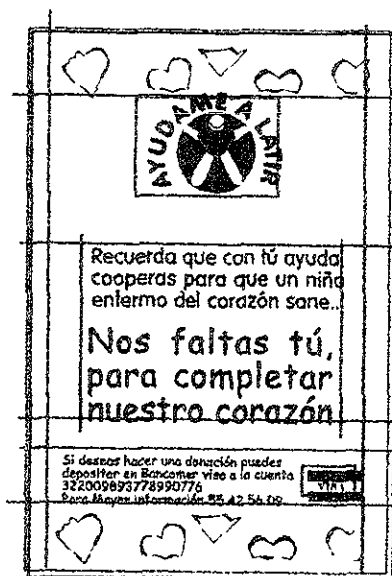 AYUDAME A LATIR
Recuerda que con tú ayuda
cooperas para que un niño
enfermo del corazón sane..
Nos faltas tú,
para completar
nuestro corazón
Si deseas hacer una donación puedes
depositar en Bancomer visa a la cuenta
322009893778990776
Para Mayor información 55 42 56 09
VISA